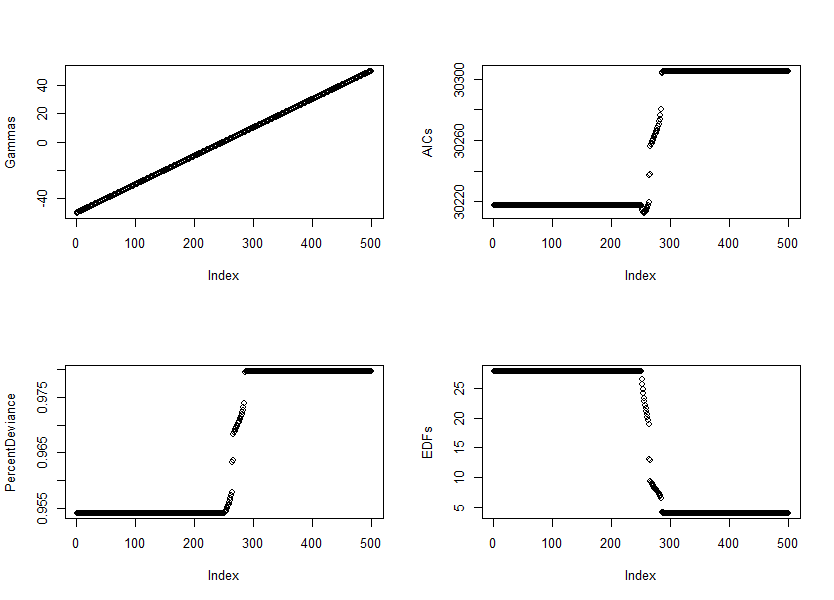 Gammas
40
20
0
-40
0 100 200 300 400 500
Index
AICs
30300
30260
30220
0 100 200 300 400 500
Index
PercentDeviance
0.975
0.965
0.955
0 100 200 300 400 500
Index
EDFs
25
20
15
10
5
0 100 200 300 400 500
Index